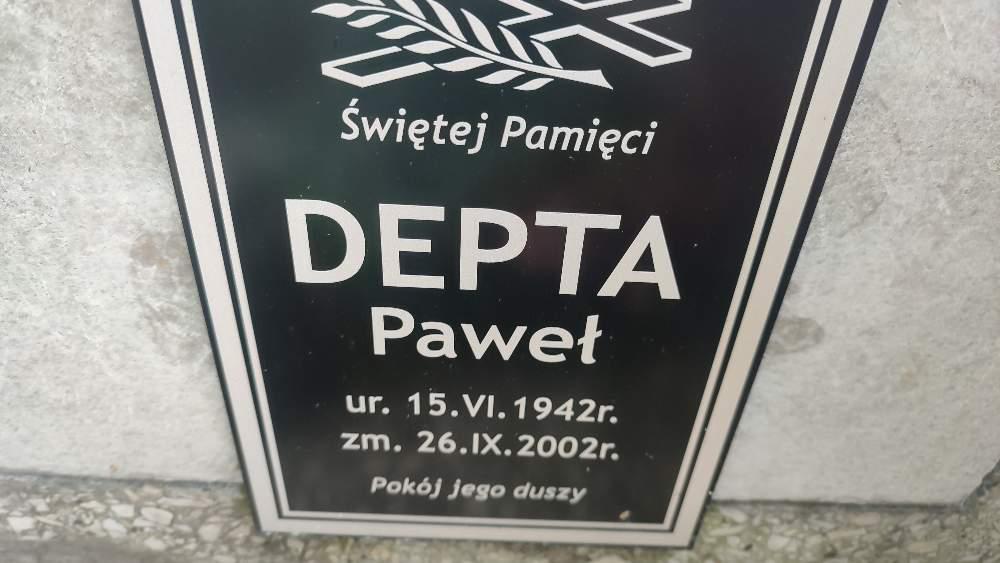 Świętej Pamięci
DEPTA
Paweł
ur. 15.VI.1942r.
zm. 26.IX.2002r.
Pokój jego duszy